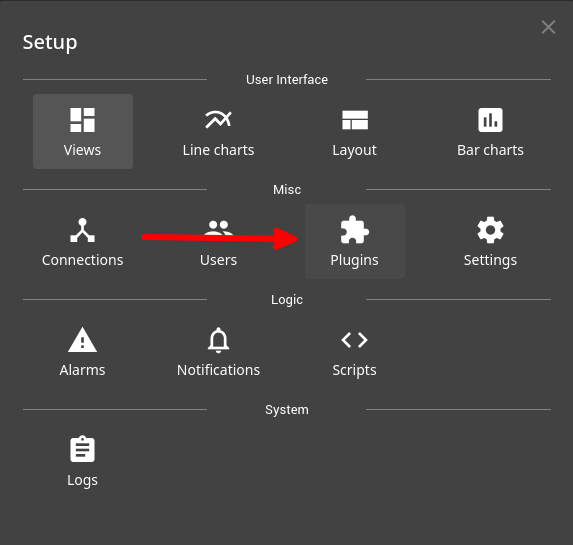 Setup
User Interface
Views
Line charts
Layout
Bar charts
Misc
Connections
Users
Plugins
Settings
Logic
Alarms
Notifications
Scripts
System
Logs